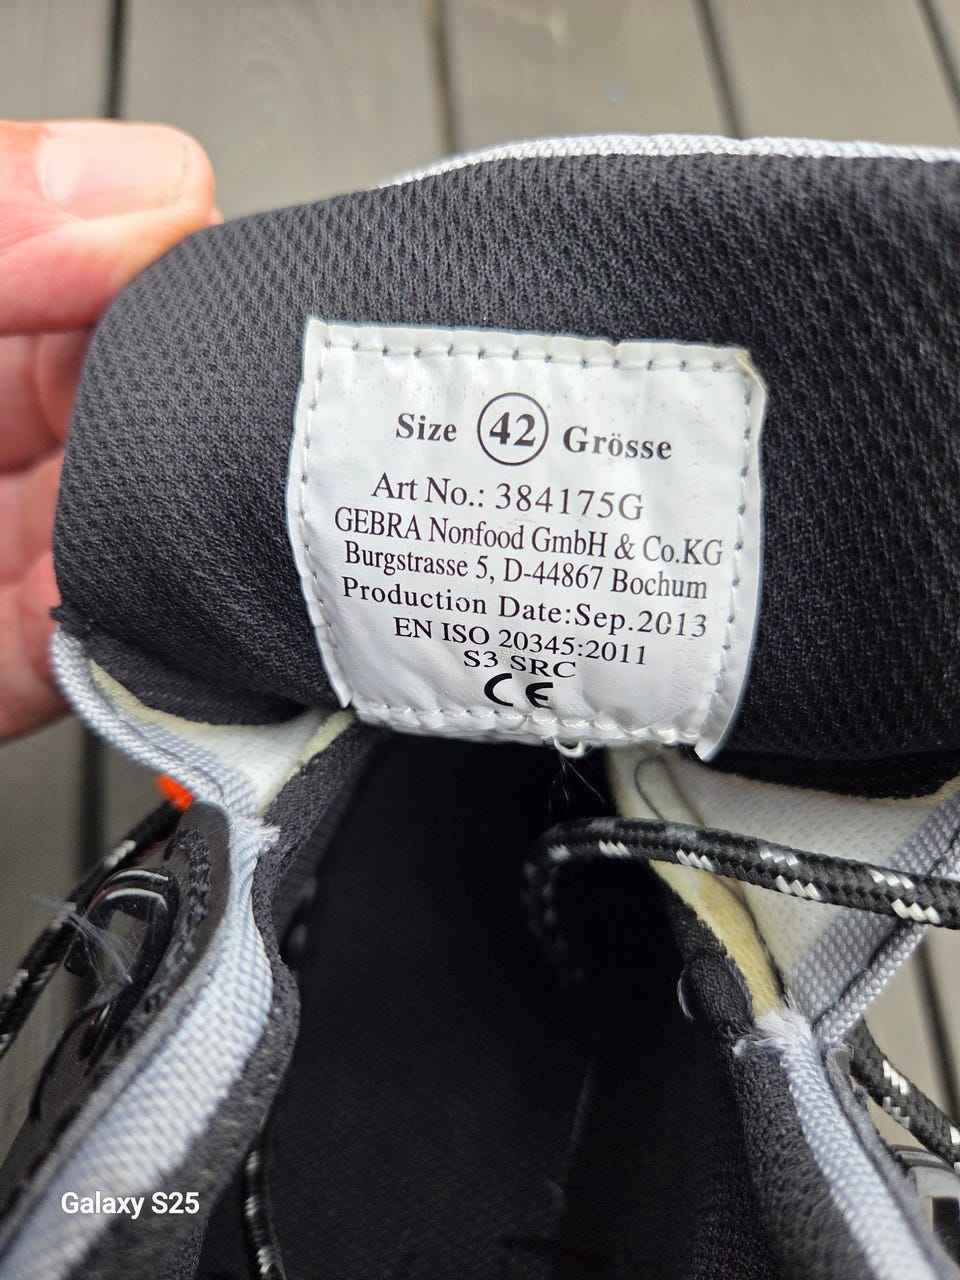 Size 42 Grösse
Art No.: 384175G
GEBRA Nonfood GmbH & Co.KG
Burgstrasse 5, D-44867 Bochum
Production Date:Sep.2013
EN ISO 20345:2011
S3 SRC
CE
Galaxy S25